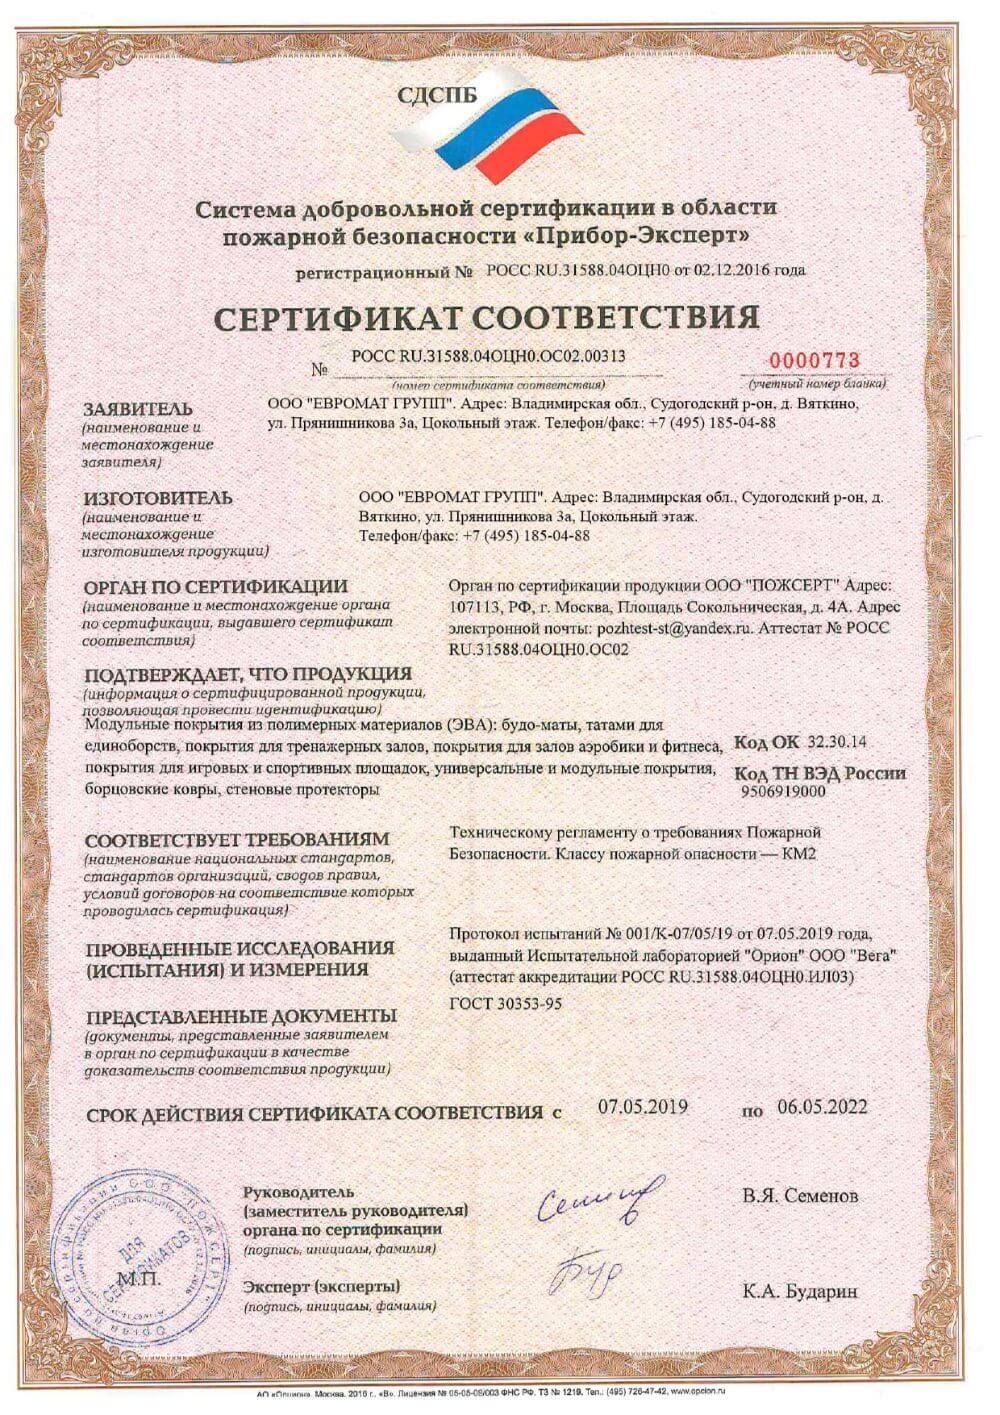 СДСПБ
Система добровольной сертификации в области
пожарной безопасности «Прибор-Эксперт»
регистрационный № РОСС RU.31588.04ОЦН0 от 02.12.2016 года
СЕРТИФИКАТ СООТВЕТСТВИЯ
№ РОСС RU.31588.04ОЦН0.ОС02.00313
0000773
(номер сертификата соответствия)
(учетный номер бланка)
ЗАЯВИТЕЛЬ
(наименование и
местонахождение
заявителя)
ООО "ЕВРОМАТ ГРУПП". Адрес: Владимирская обл., Судогодский р-он, д. Вяткино,
ул. Прянишникова 3а, Цокольный этаж. Телефон/факс: +7 (495) 185-04-88
ИЗГОТОВИТЕЛЬ
(наименование и
местонахождение
изготовителя продукции)
ООО "ЕВРОМАТ ГРУПП". Адрес: Владимирская обл., Судогодский р-он, д.
Вяткино, ул. Прянишникова 3а, Цокольный этаж.
Телефон/факс: +7 (495) 185-04-88
ОРГАН ПО СЕРТИФИКАЦИИ
(наименование и местонахождение органа
по сертификации, выдавшего сертификат
соответствия)
Орган по сертификации продукции ООО "ПОЖСЕРТ" Адрес:
107113, РФ, г. Москва, Площадь Сокольническая, д. 4А. Адрес
электронной почты: pozhtest-st@yandex.ru. Аттестат № РОСС
RU.31588.04ОЦН0.ОС02
ПОДТВЕРЖДАЕТ, ЧТО ПРОДУКЦИЯ
(информация о сертифицированной продукции,
позволяющая провести идентификацию)
Модульные покрытия из полимерных материалов (ЭВА): будо-маты, татами для
единоборств, покрытия для тренажерных залов, покрытия для залов аэробики и фитнеса,
покрытия для игровых и спортивных площадок, универсальные и модульные покрытия,
борцовские ковры, стеновые протекторы
Код ОК 32.30.14
Код ТН ВЭД России
9506919000
СООТВЕТСТВУЕТ ТРЕБОВАНИЯМ
(наименование национальных стандартов,
стандартов организаций, сводов правил,
условий договоров на соответствие которых
проводилась сертификация)
Техническому регламенту о требованиях Пожарной
Безопасности. Классу пожарной опасности — КМ2
ПРОВЕДЕННЫЕ ИССЛЕДОВАНИЯ
(ИСПЫТАНИЯ) И ИЗМЕРЕНИЯ
Протокол испытаний № 001/К-07/05/19 от 07.05.2019 года,
выданный Испытательной лабораторией "Орион" ООО "Вега"
(аттестат аккредитации РОСС RU.31588.04ОЦН0.ИЛ03)
ПРЕДСТАВЛЕННЫЕ ДОКУМЕНТЫ
(документы, представленные заявителем
в орган по сертификации в качестве
доказательств соответствия продукции)
ГОСТ 30353-95
СРОК ДЕЙСТВИЯ СЕРТИФИКАТА СООТВЕТСТВИЯ с 07.05.2019 по 06.05.2022
Руководитель
(заместитель руководителя)
органа по сертификации
(подпись, инициалы, фамилия)
В.Я. Семенов
Эксперт (эксперты)
(подпись, инициалы, фамилия)
К.А. Бударин
М.П.
ДЛЯ
СЕРТИФИКАТОВ
АО «Опцион», Москва, 2016 г., «В», Лицензия № 05-05-09/003 ФНС РФ, ТЗ № 1219. Тел.: (495) 726-47-42, www.opcion.ru